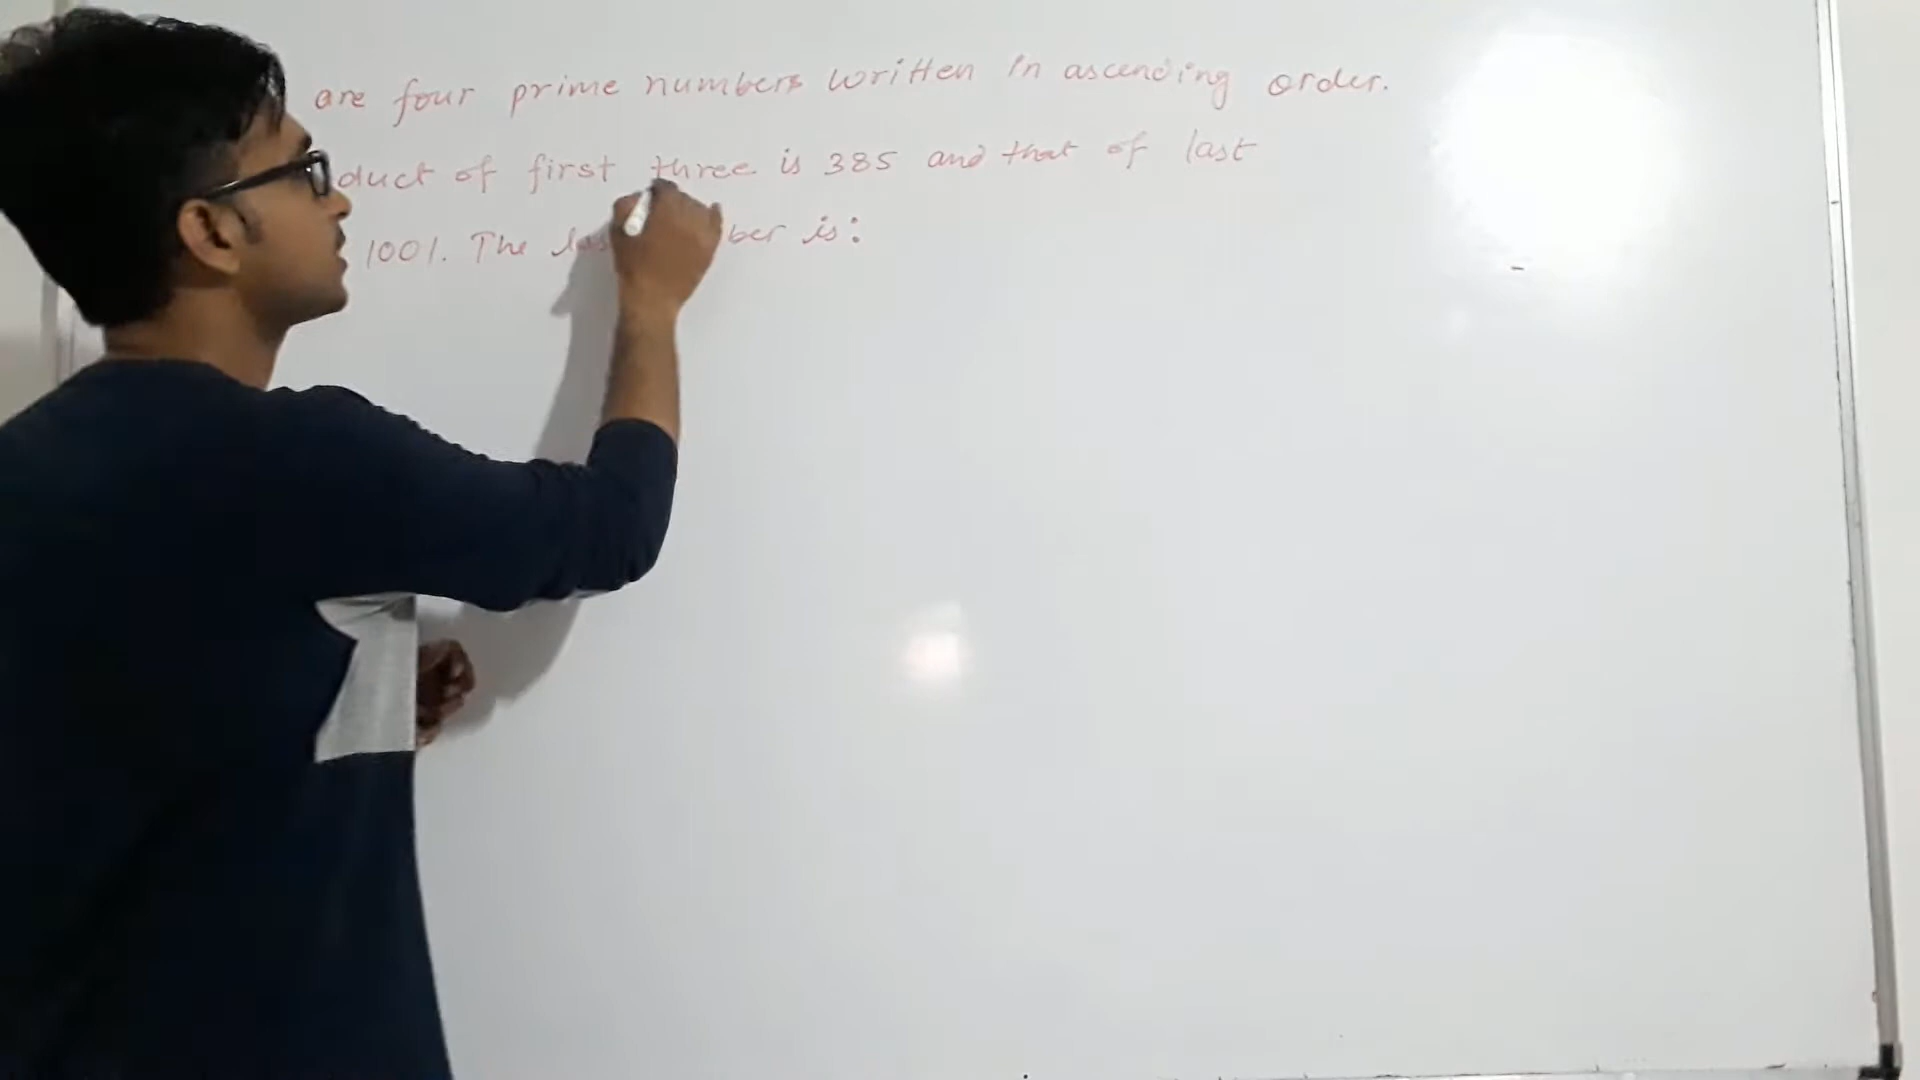 are four prime numbers written in ascending order.
duct of first three is 385 and that of last
1001. The las ber is: